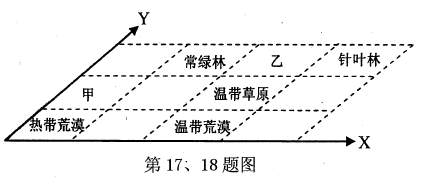 Y
常绿林 乙 针叶林
甲 温带草原
热带荒漠 温带荒漠
X
第17、18题图